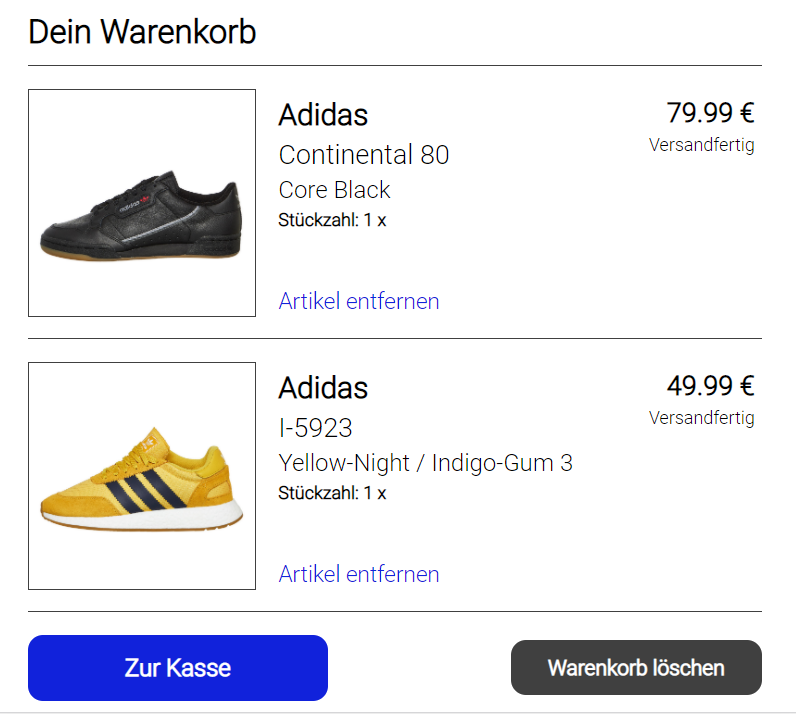 Dein Warenkorb
Adidas
79.99 €
Continental 80
Versandfertig
Core Black
Stückzahl: 1 x
adidas
Artikel entfernen
Adidas
49.99 €
I-5923
Versandfertig
Yellow-Night / Indigo-Gum 3
Stückzahl: 1 x
Artikel entfernen
Zur Kasse
Warenkorb löschen